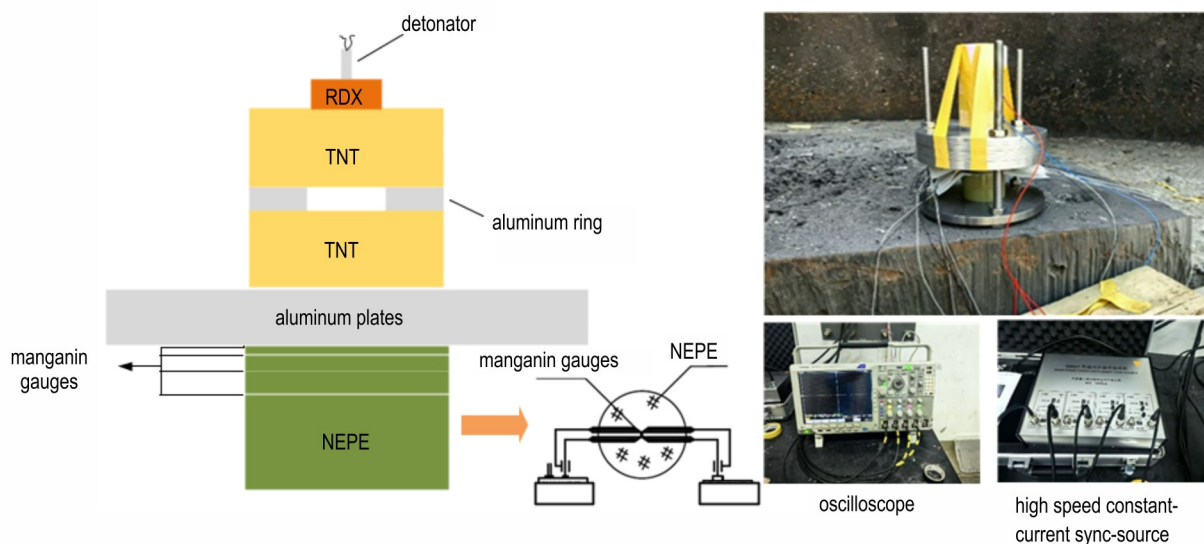 detonator
RDX
TNT
aluminum ring
TNT
aluminum plates
manganin
gauges
manganin gauges
NEPE
NEPE
oscilloscope
high speed constant-
current sync-source